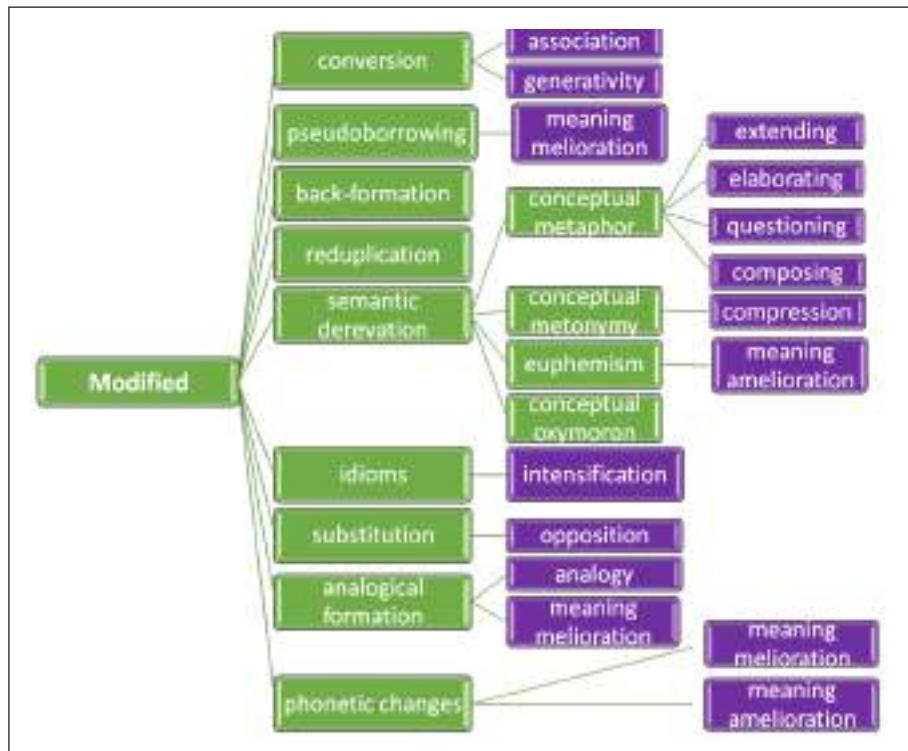 conversion
association
generativity
pseudoborrowing
meaning
melioration
back-formation
reduplication
semantic
derevation
conceptual
metaphor
extending
elaborating
questioning
composing
conceptual
metonymy
compression
euphemism
meaning
amelioration
conceptual
oxymoron
Modified
idioms
intensification
substitution
opposition
analogical
formation
analogy
meaning
melioration
phonetic changes
meaning
melioration
meaning
amelioration